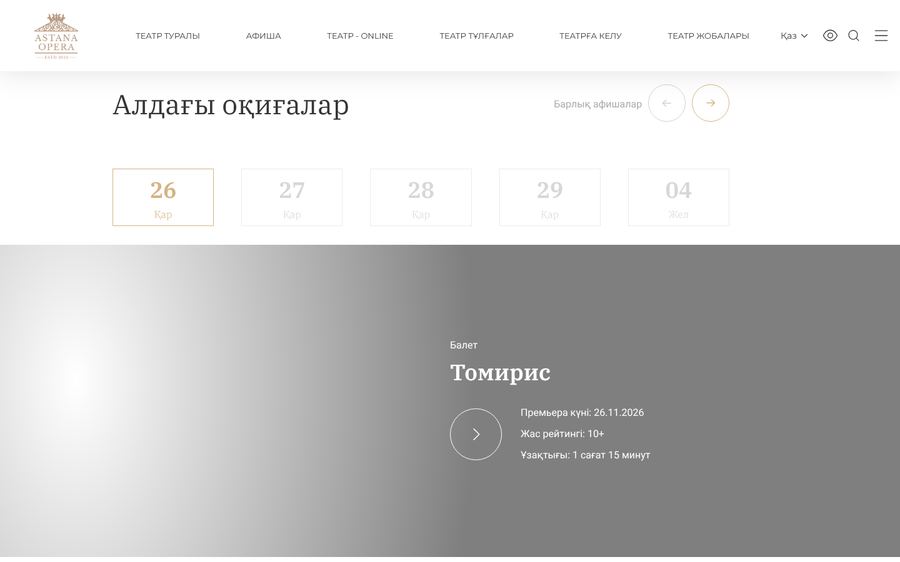 ASTANA
OPERA
ТЕАТР ТУРАЛЫ
АФИША
ТЕАТР - ONLINE
ТЕАТР ТҰЛҒАЛАР
ТЕАТРҒА КЕЛУ
ТЕАТР ЖОБАЛАРЫ
Қаз
Алдағы оқиғалар
Барлық афишалар
26
Қар
27
Қар
28
Қар
29
Қар
04
Жел
Балет
Томирис
Премьера күні: 26.11.2026
Жас рейтингі: 10+
Ұзақтығы: 1 сағат 15 минут